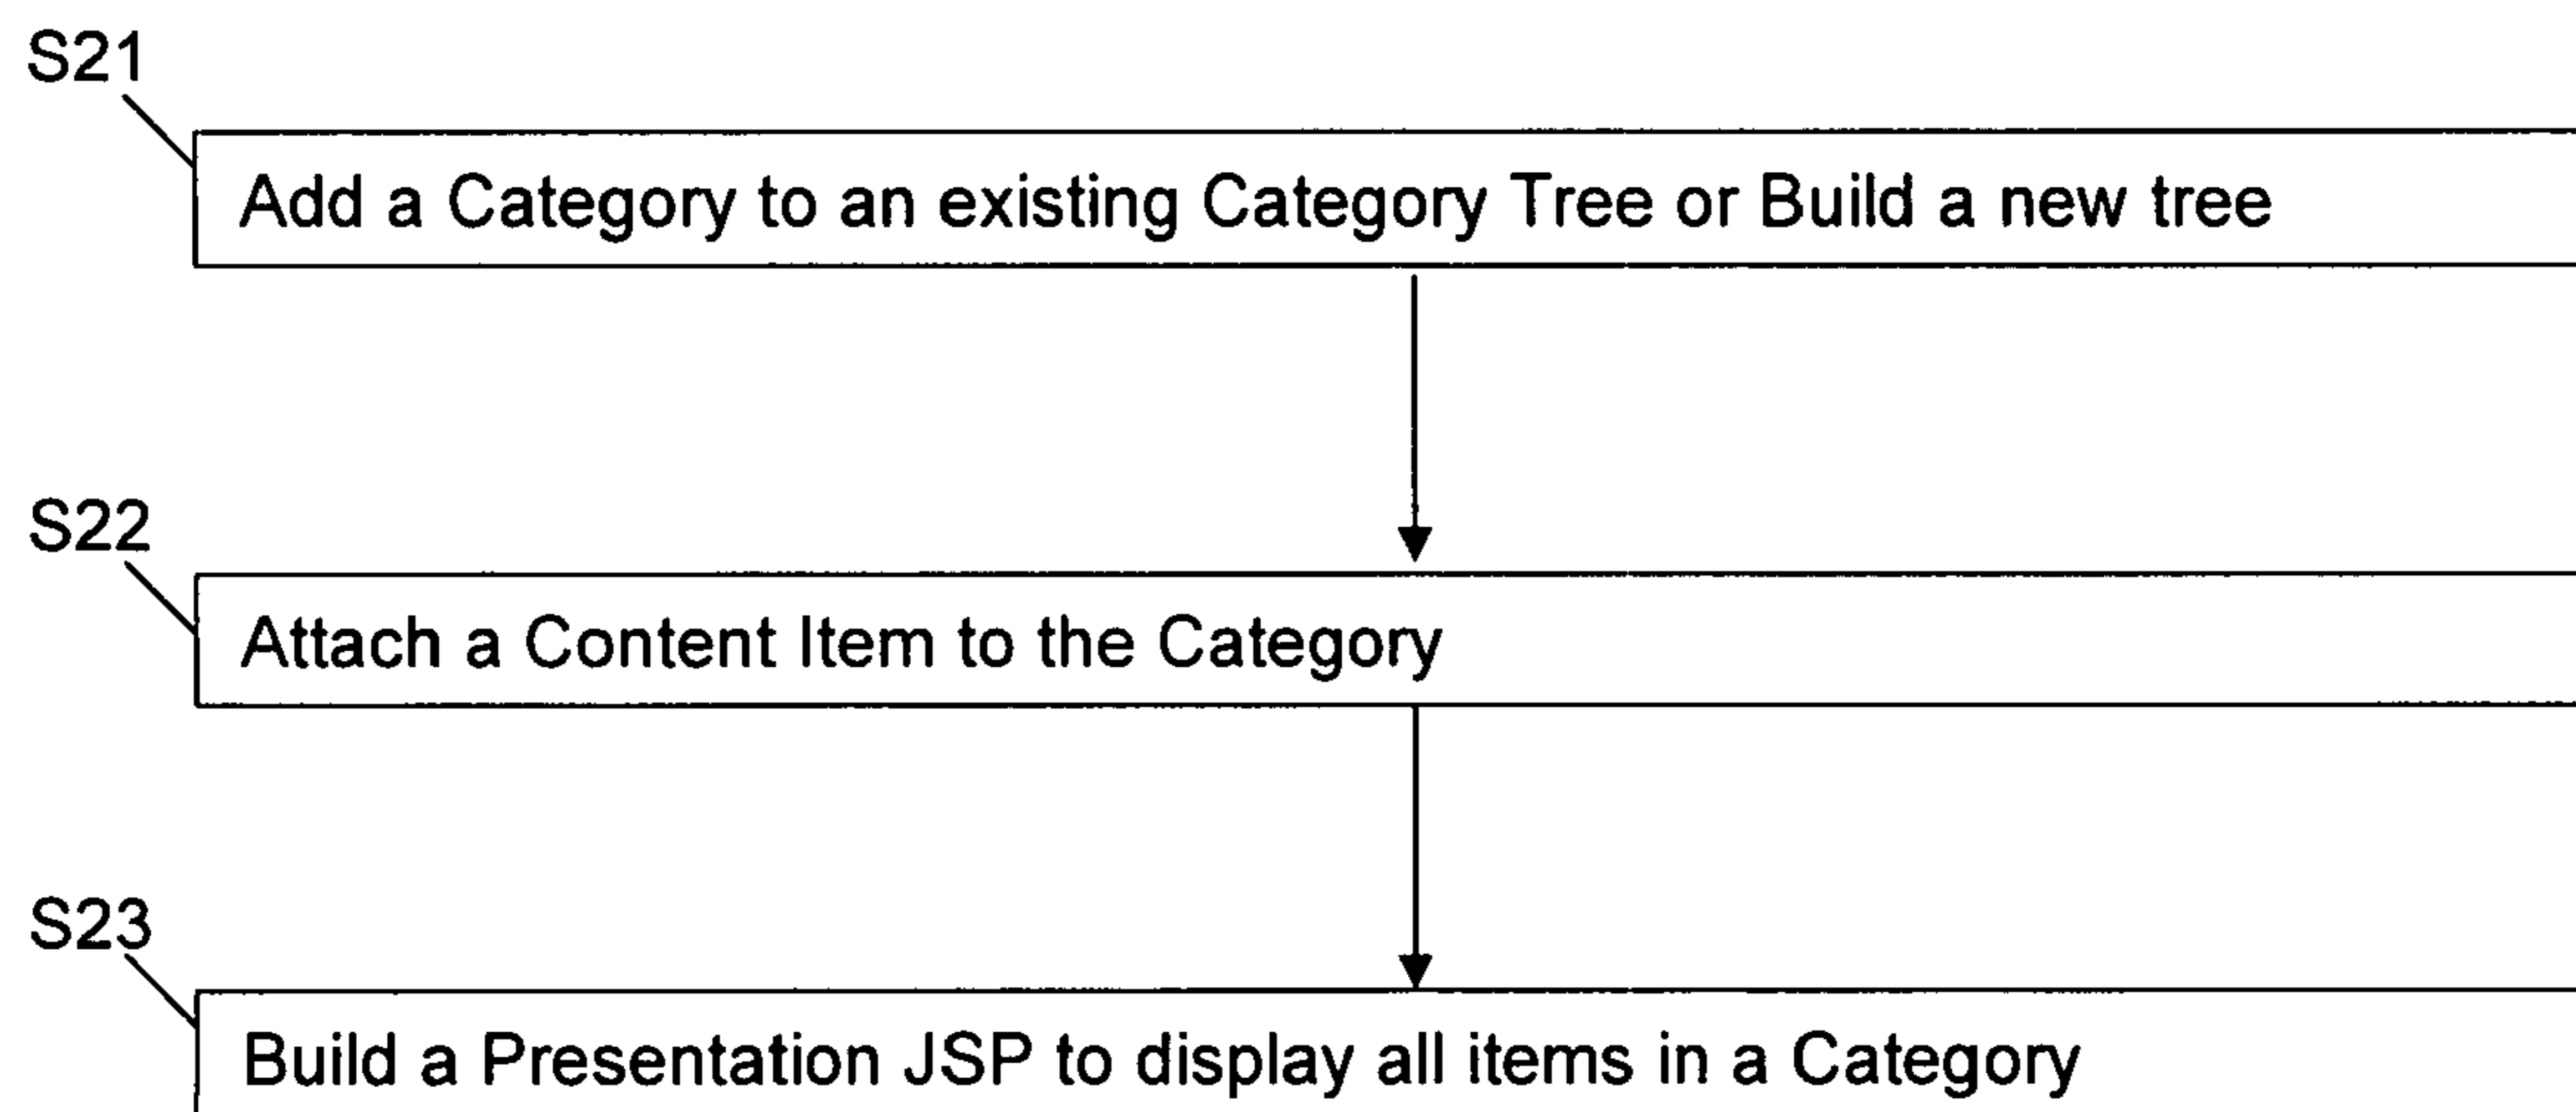 S21
Add a Category to an existing Category Tree or Build a new tree
S22
Attach a Content Item to the Category
S23
Build a Presentation JSP to display all items in a Category